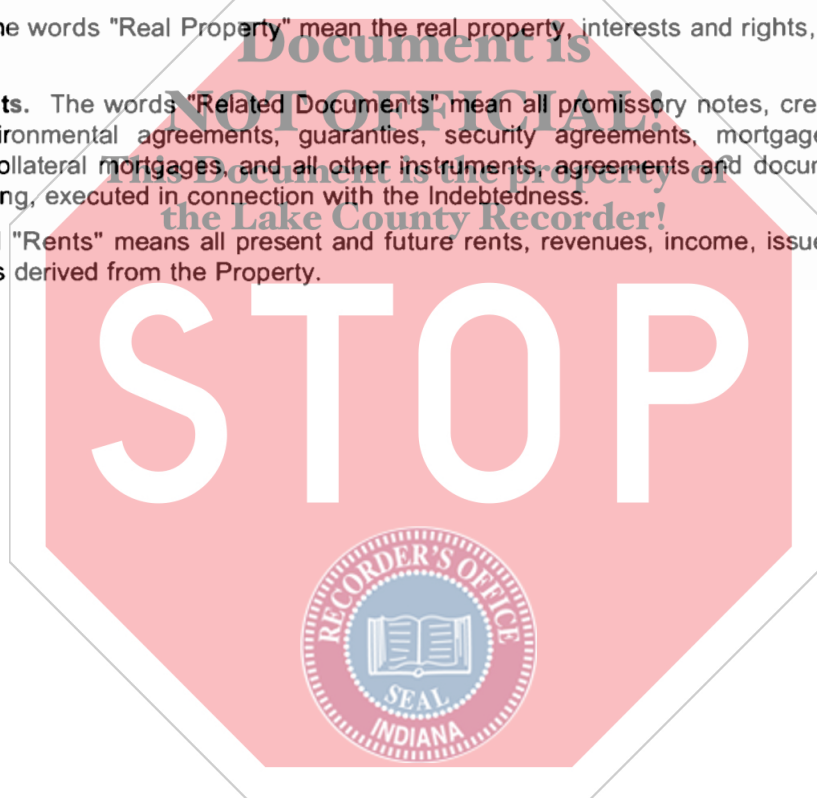 he words "Real Property" mean the real property, interests and rights,
Document is
ts. The words "Related Documents" mean all promissory notes, cre
NOT OFFICIAL!
ironmental agreements, guaranties, security agreements, mortgage
ollateral mortgages, and all other instruments, agreements and docum
This Document is the property of
ng, executed in connection with the Indebtedness.
the Lake County Recorder!
"Rents" means all present and future rents, revenues, income, issue
s derived from the Property.
STOP
RECORDER'S OFFICE
SEAL
INDIANA